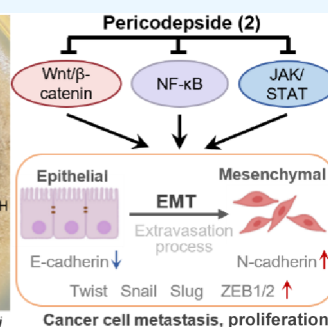 Pericodepside (2)
Wnt/β-
catenin
NF-κB
JAK/
STAT
Epithelial
Mesenchymal
EMT
Extravasation
process
H
E-cadherin
N-cadherin
Twist Snail Slug ZEB1/2
Cancer cell metastasis, proliferation